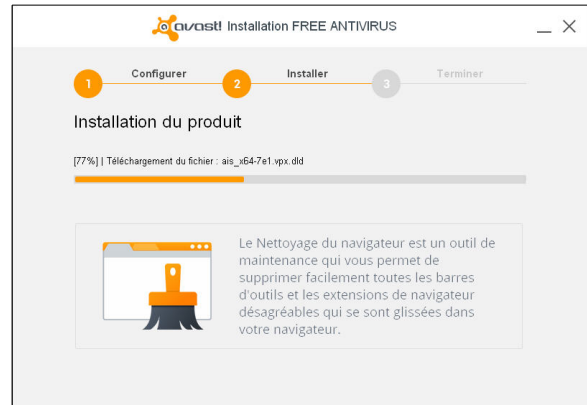 avast! Installation FREE ANTIVIRUS
1 Configurer 2 Installer 3 Terminer
Installation du produit
[77%] | Téléchargement du fichier : ais_x64-7e1.vpx.dld
Le Nettoyage du navigateur est un outil de
maintenance qui vous permet de
supprimer facilement toutes les barres
d'outils et les extensions de navigateur
désagréables qui se sont glissées dans
votre navigateur.